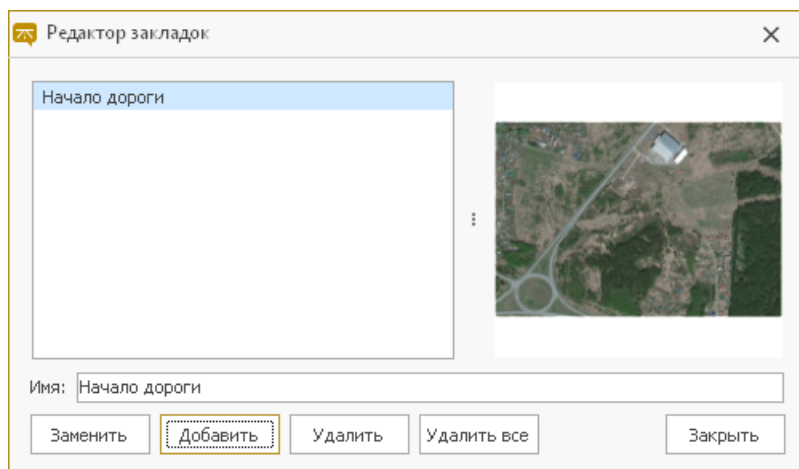 Редактор закладок
Начало дороги
Имя: Начало дороги
Заменить Добавить Удалить Удалить все Закрыть